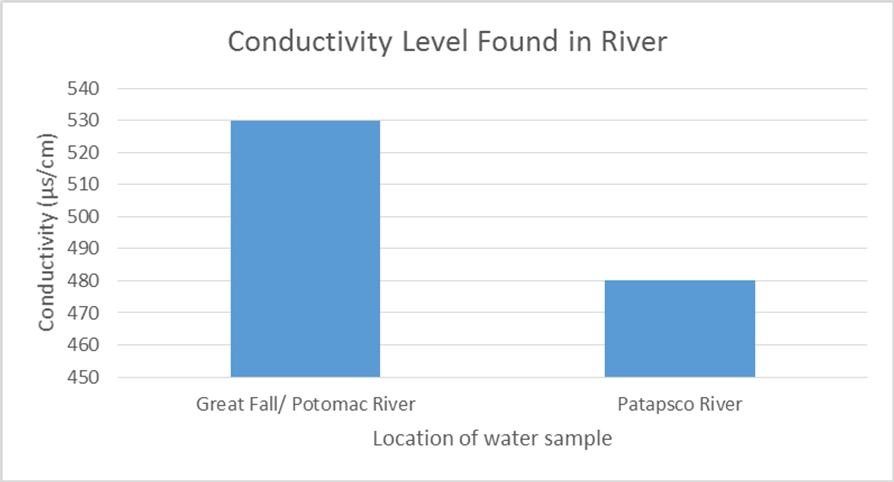 Conductivity Level Found in River
Conductivity (µs/cm)
540
530
520
510
500
490
480
470
460
450
Great Fall/ Potomac River
Patapsco River
Location of water sample